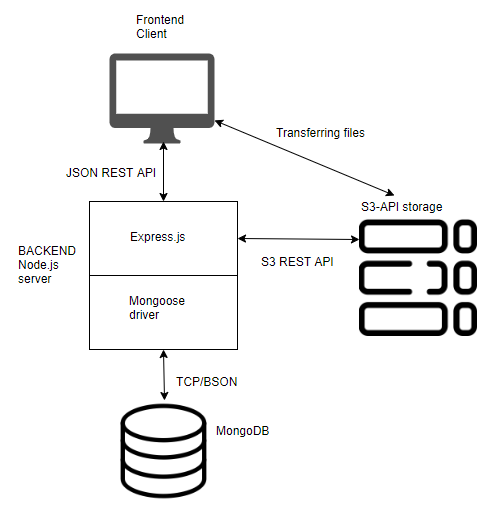 Frontend
Client
Transferring files
JSON REST API
S3-API storage
Express.js
BACKEND
Node.js
server
S3 REST API
Mongoose
driver
TCP/BSON
MongoDB